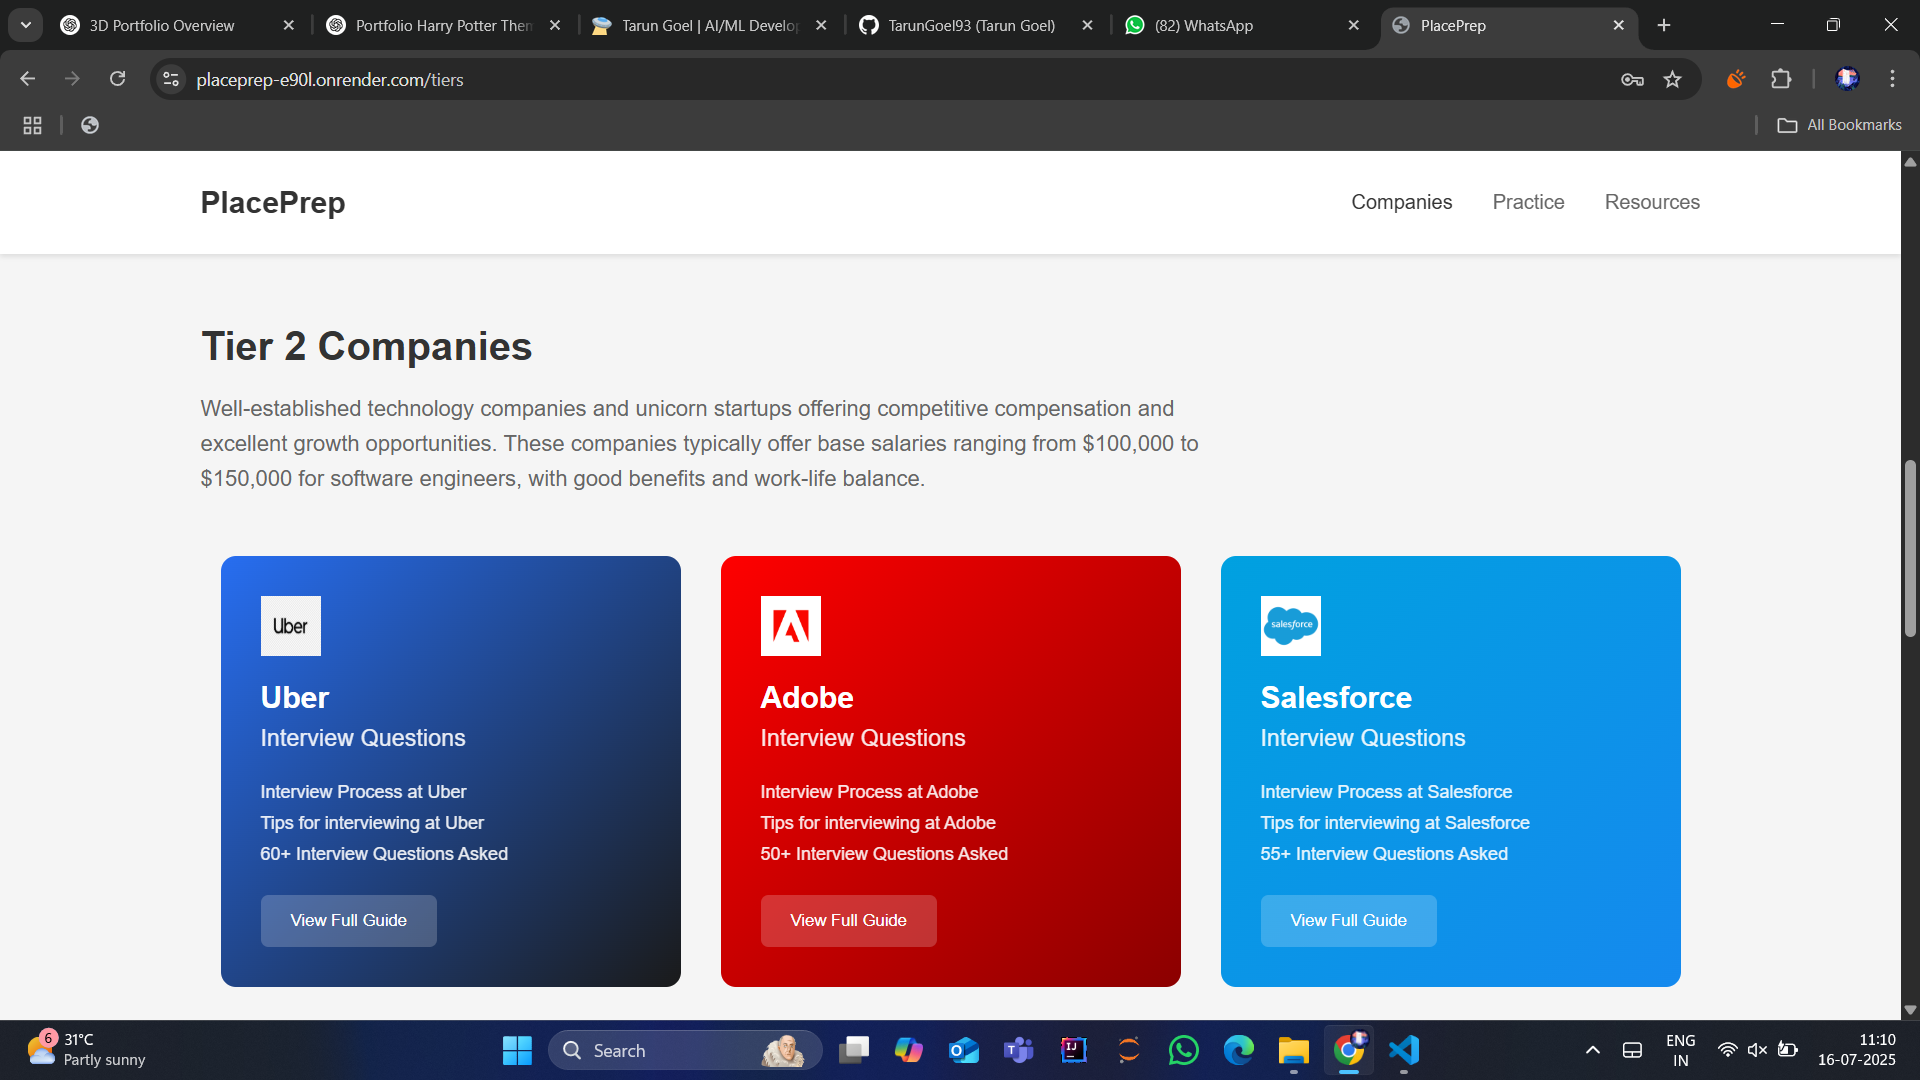 3D Portfolio Overview
Portfolio Harry Potter Them
Tarun Goel | AI/ML Develop
TarunGoel93 (Tarun Goel)
(82) WhatsApp
PlacePrep
placeprep-e90l.onrender.com/tiers
All Bookmarks
PlacePrep
Companies
Practice
Resources
Tier 2 Companies
Well-established technology companies and unicorn startups offering competitive compensation and
excellent growth opportunities. These companies typically offer base salaries ranging from $100,000 to
$150,000 for software engineers, with good benefits and work-life balance.
Uber
Uber
Interview Questions
Interview Process at Uber
Tips for interviewing at Uber
60+ Interview Questions Asked
View Full Guide
Adobe
Interview Questions
Interview Process at Adobe
Tips for interviewing at Adobe
50+ Interview Questions Asked
View Full Guide
salesforce
Salesforce
Interview Questions
Interview Process at Salesforce
Tips for interviewing at Salesforce
55+ Interview Questions Asked
View Full Guide
6
31°C
Partly sunny
Search
ENG
IN
11:10
16-07-2025